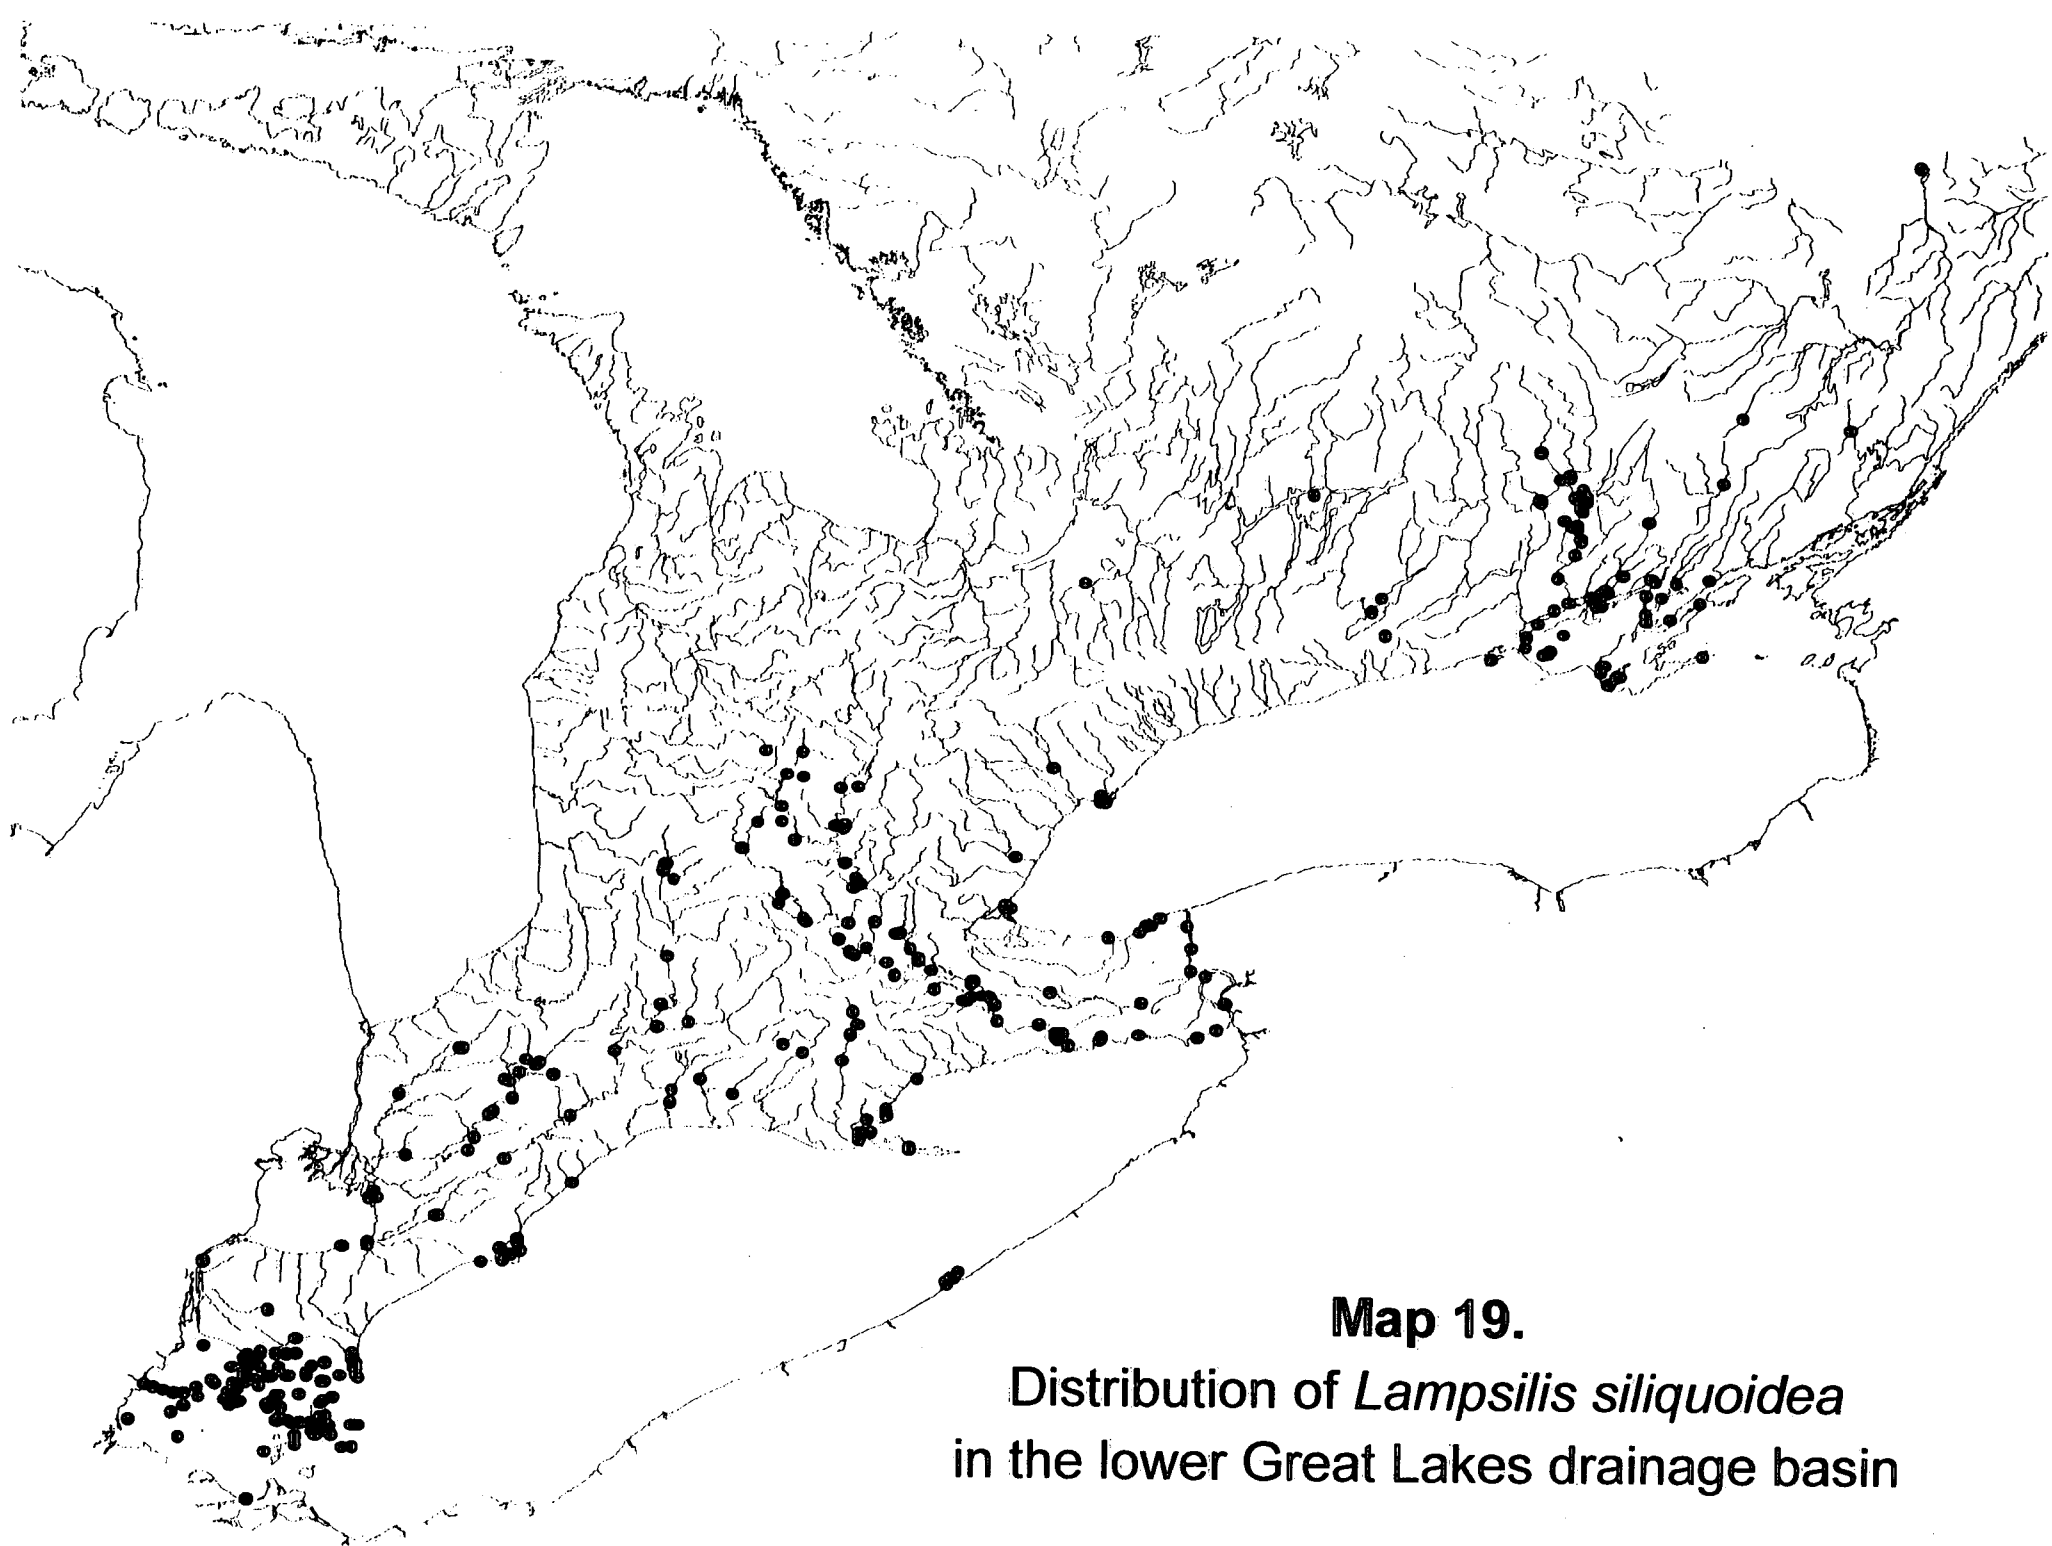 Map 19.
Distribution of Lampsilis siliquoidea
in the lower Great Lakes drainage basin